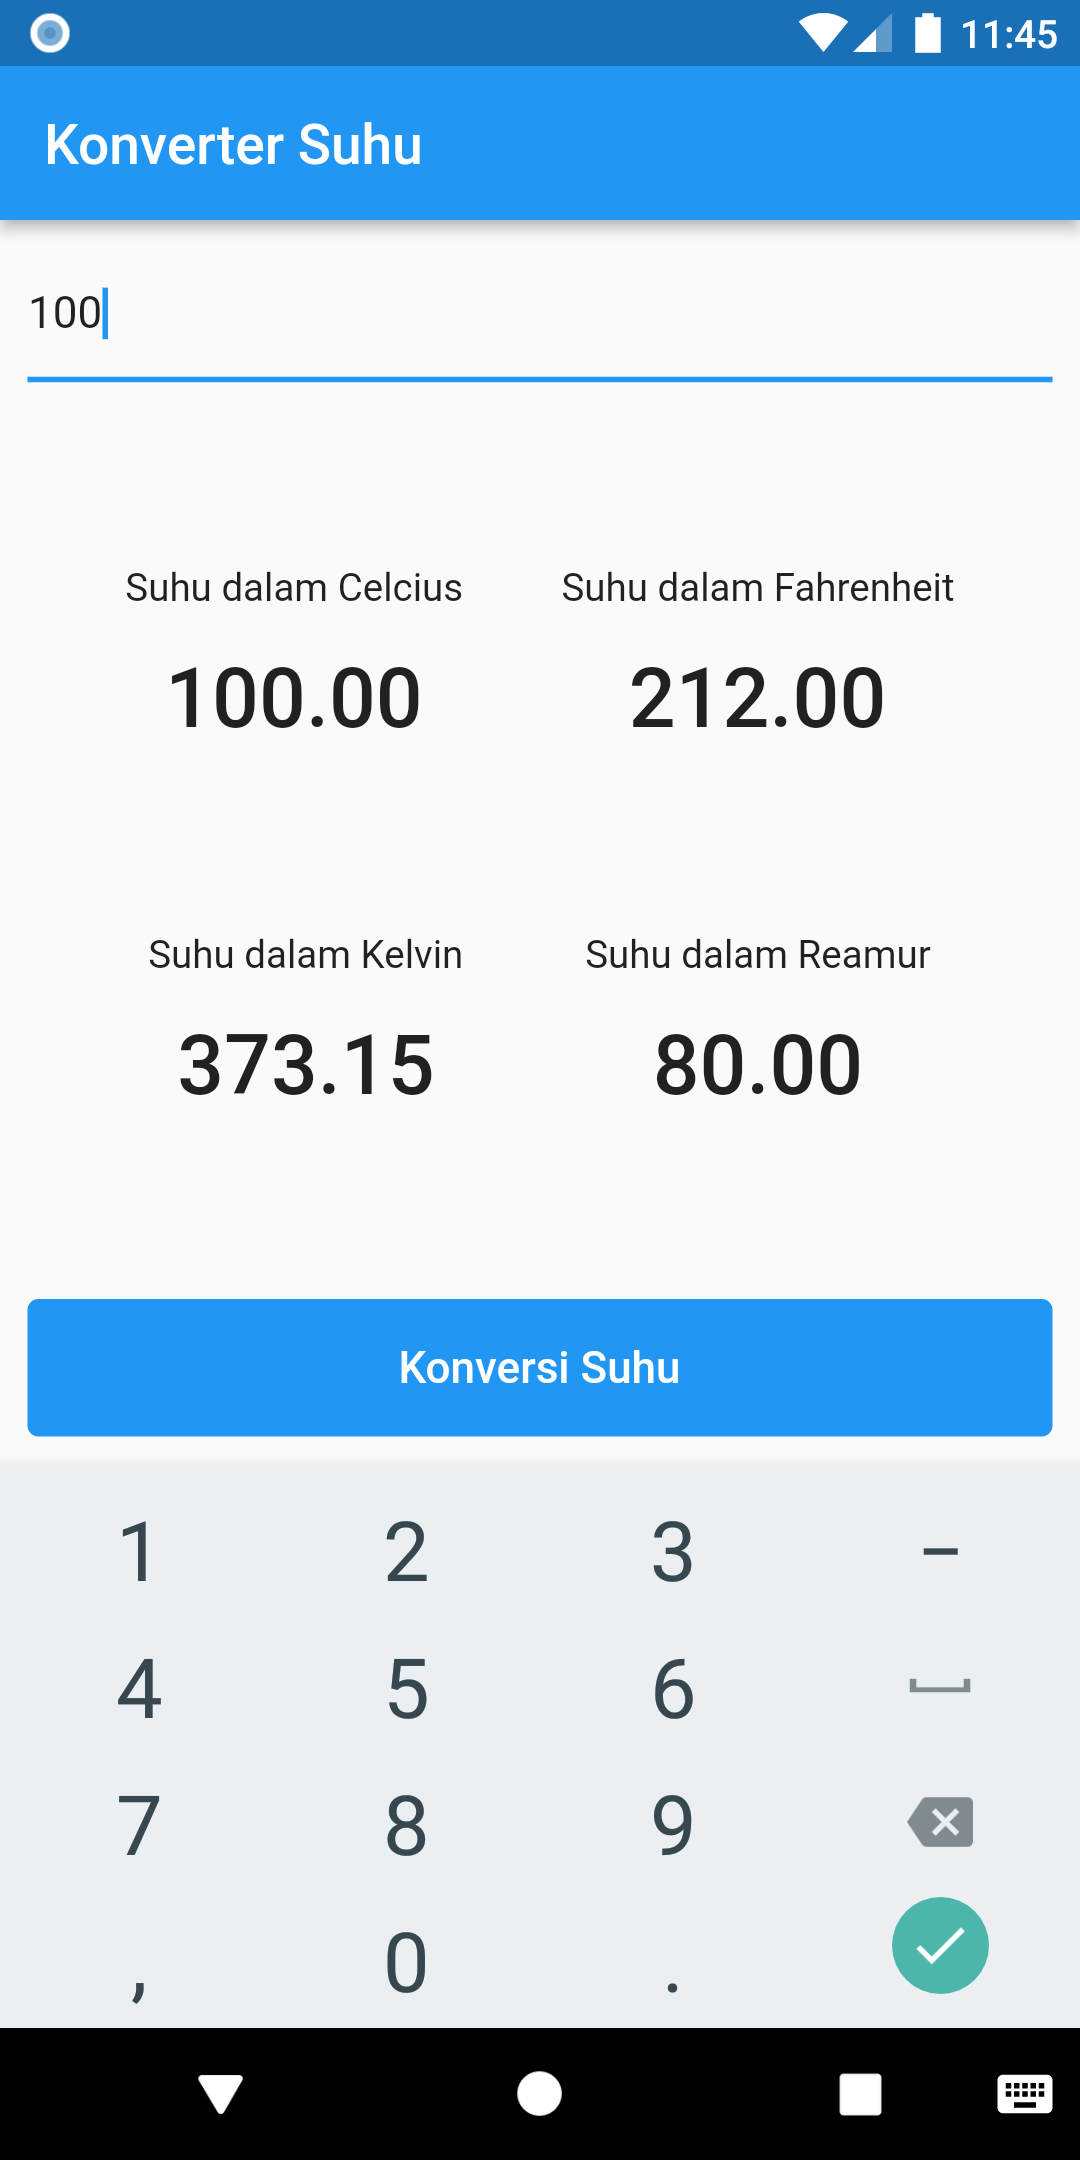 11:45
Konverter Suhu
100
Suhu dalam Celcius Suhu dalam Fahrenheit
100.00 212.00
Suhu dalam Kelvin Suhu dalam Reamur
373.15 80.00
Konversi Suhu
1 2 3 –
4 5 6
7 8 9
, 0 .